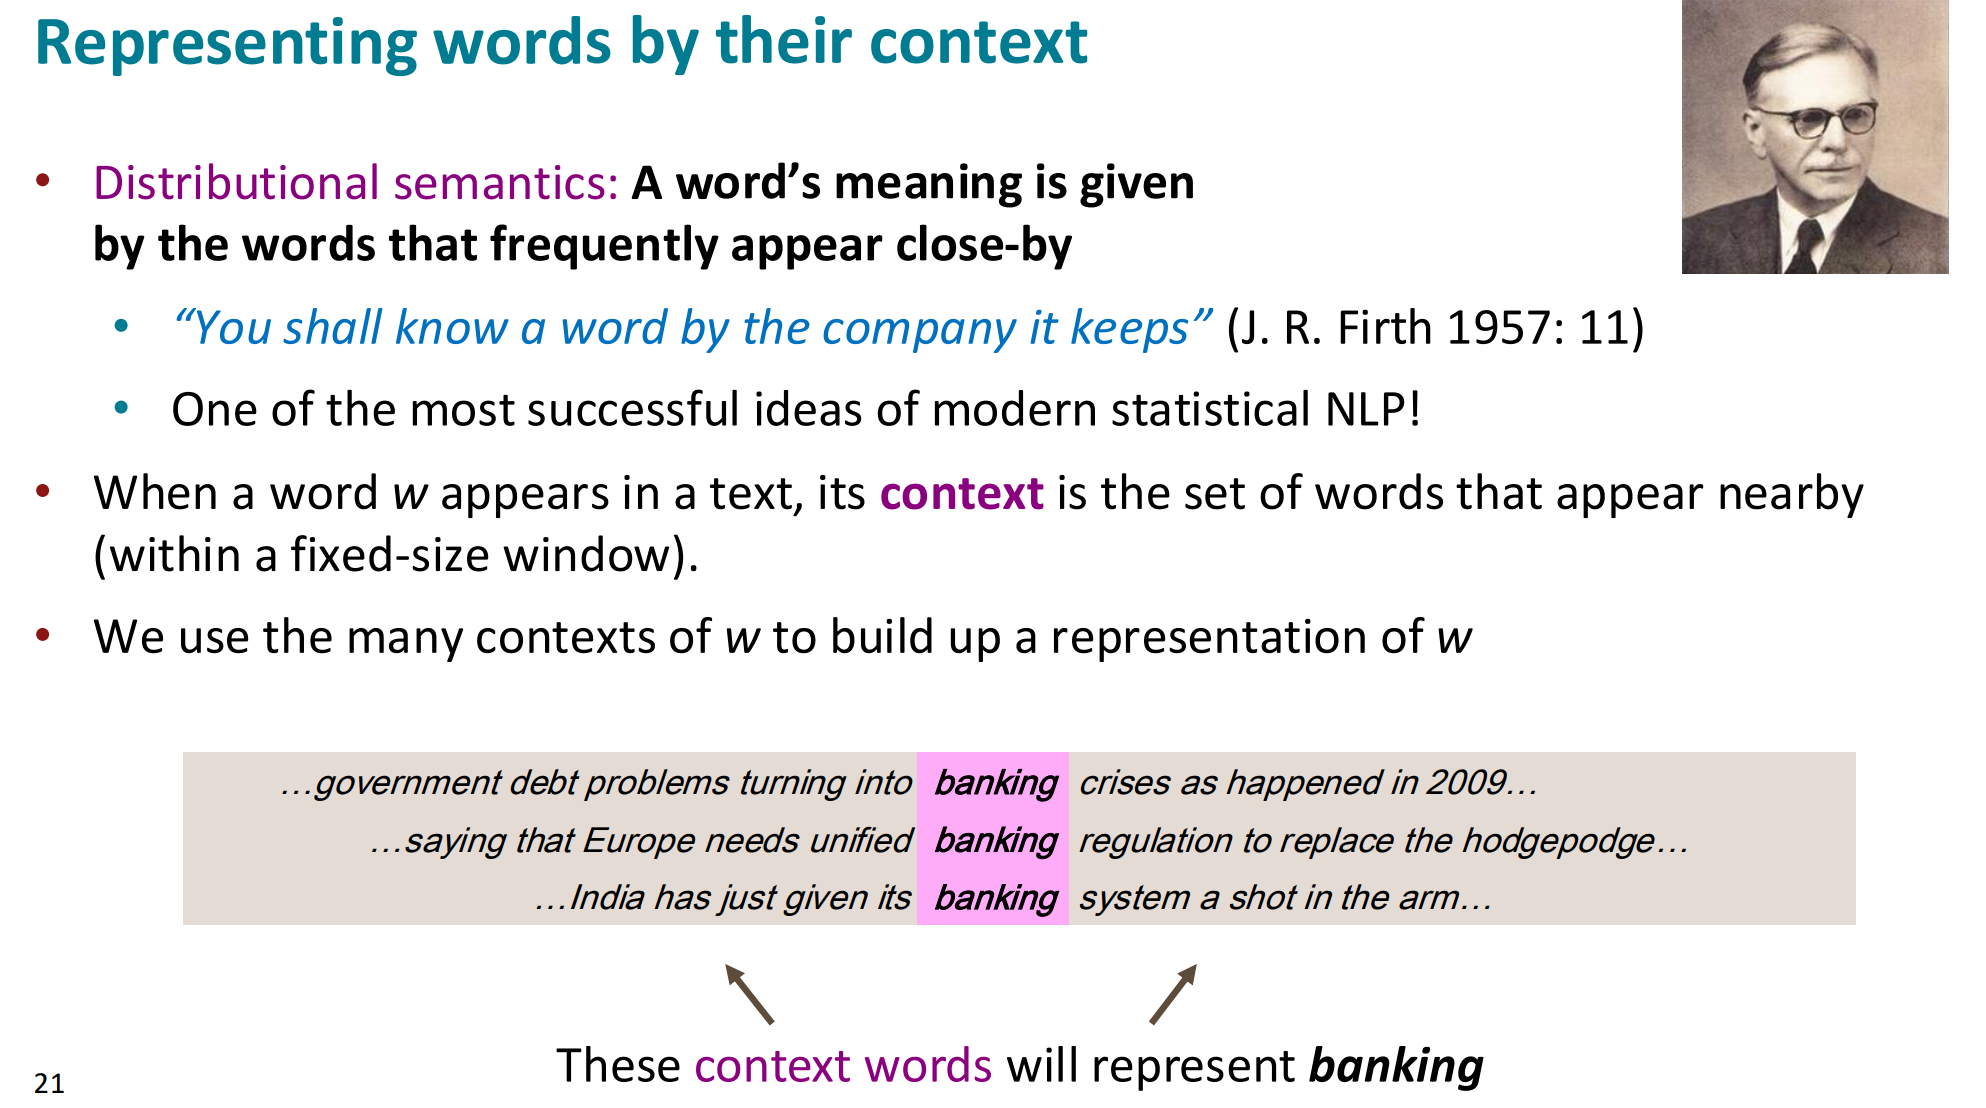 Representing words by their context
• Distributional semantics: A word’s meaning is given
by the words that frequently appear close-by
• “You shall know a word by the company it keeps” (J. R. Firth 1957: 11)
• One of the most successful ideas of modern statistical NLP!
• When a word w appears in a text, its context is the set of words that appear nearby
(within a fixed-size window).
• We use the many contexts of w to build up a representation of w
…government debt problems turning into banking crises as happened in 2009…
…saying that Europe needs unified banking regulation to replace the hodgepodge…
…India has just given its banking system a shot in the arm…
These context words will represent banking
21